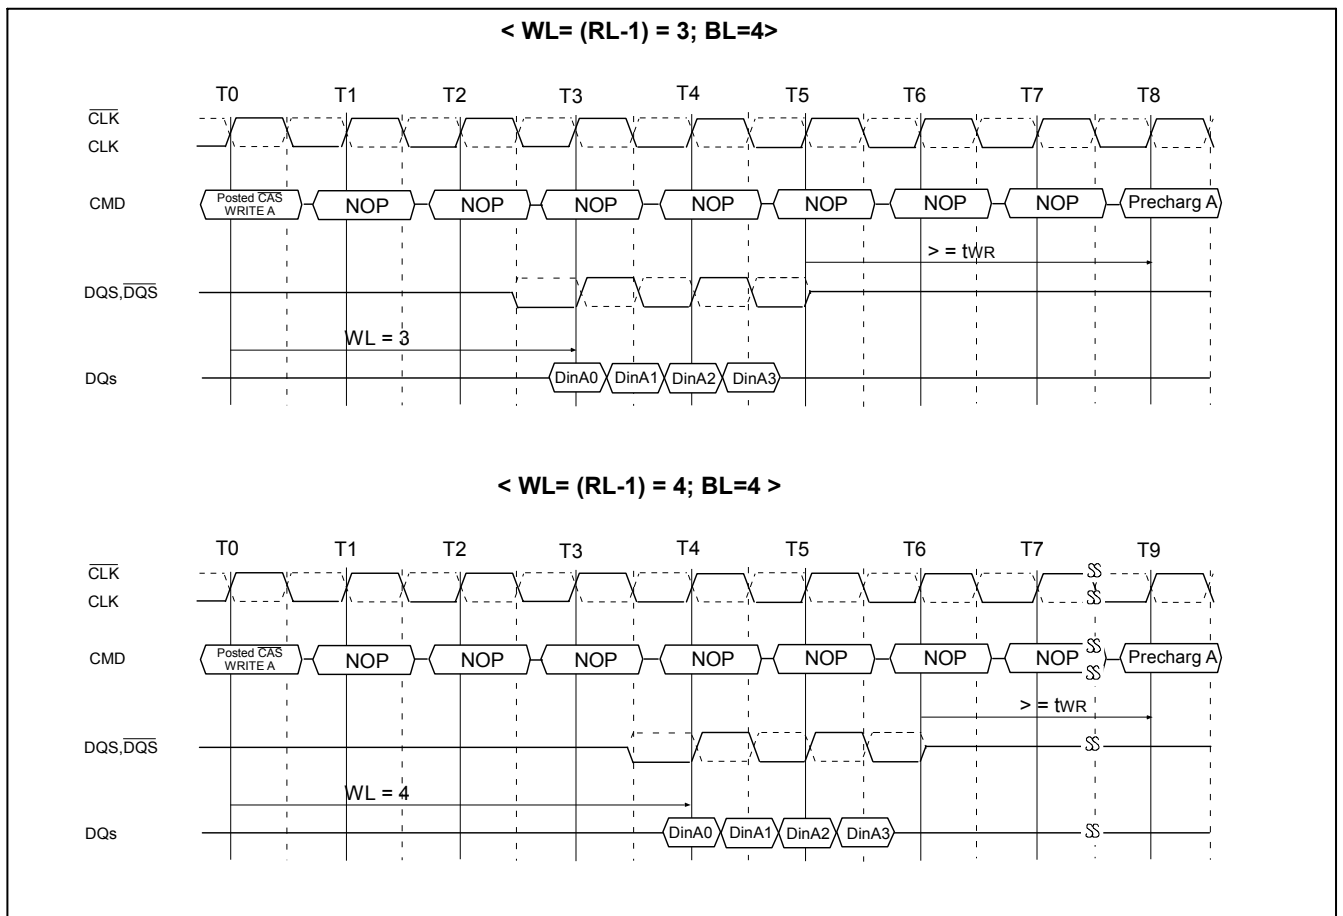 < WL= (RL-1) = 3; BL=4>
T0 T1 T2 T3 T4 T5 T6 T7 T8
CLK
CLK
CMD Posted CAS WRITE A NOP NOP NOP NOP NOP NOP NOP Precharg A
> = tWR
DQS,DQS
WL = 3
DQs DinA0 DinA1 DinA2 DinA3
< WL= (RL-1) = 4; BL=4 >
T0 T1 T2 T3 T4 T5 T6 T7 T9
CLK
CLK
CMD Posted CAS WRITE A NOP NOP NOP NOP NOP NOP NOP Precharg A
> = tWR
DQS,DQS
WL = 4
DQs DinA0 DinA1 DinA2 DinA3